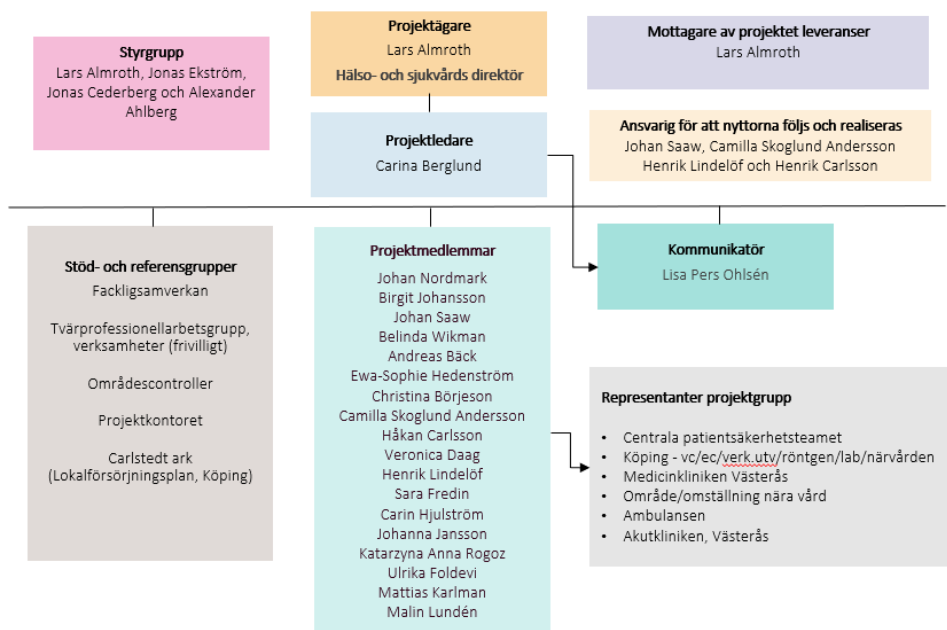 Styrgrupp
Lars Almroth, Jonas Ekström,
Jonas Cederberg och Alexander
Ahlberg
Projektägare
Lars Almroth
Hälso- och sjukvårds direktör
Mottagare av projektet leveranser
Lars Almroth
Projektledare
Carina Berglund
Ansvarig för att nyttorna följs och realiseras
Johan Saaw, Camilla Skoglund Andersson
Henrik Lindelöf och Henrik Carlsson
Stöd- och referensgrupper
Fackligsamverkan
Tvärprofessionellarbetsgrupp,
verksamheter (frivilligt)
Områdescontroller
Projektkontoret
Carlstedt ark
(Lokalförsörjningsplan, Köping)
Projektmedlemmar
Johan Nordmark
Birgit Johansson
Johan Saaw
Belinda Wikman
Andreas Bäck
Ewa-Sophie Hedenström
Christina Börjeson
Camilla Skoglund Andersson
Håkan Carlsson
Veronica Daag
Henrik Lindelöf
Sara Fredin
Carin Hjulström
Johanna Jansson
Katarzyna Anna Rogoz
Ulrika Foldevi
Mattias Karlman
Malin Lundén
Kommunikatör
Lisa Pers Ohlsén
Representanter projektgrupp
• Centrala patientsäkerhetsteamet
• Köping - vc/ec/verk.utv/röntgen/lab/närvården
• Medicinkliniken Västerås
• Område/omställning nära vård
• Ambulansen
• Akutkliniken, Västerås